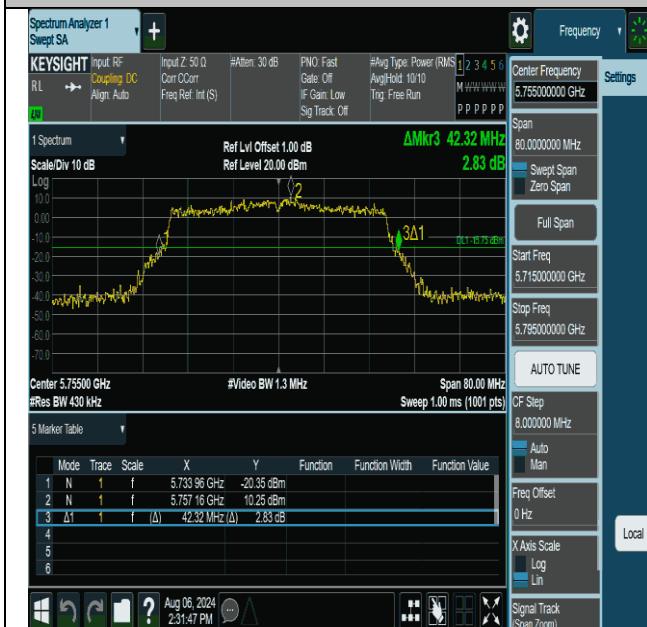 Spectrum Analyzer 1
Swept SA
+
Frequency
KEYSIGHT
RL
Input: RF
Coupling: DC
Align: Auto
Input Z: 50 Ω
Corr CCorr
Freq Ref: Int (S)
#Atten: 30 dB
PNO: Fast
Gate: Off
IF Gain: Low
Sig Track: Off
#Avg Type: Power (RMS
Avg|Hold: 10/10
Trig: Free Run
1 2 3 4 5 6
M W W W W W
P P P P P P
Center Frequency
5.755000000 GHz
Settings
Span
80.0000000 MHz
Swept Span
Zero Span
Full Span
Start Freq
5.715000000 GHz
Stop Freq
5.795000000 GHz
AUTO TUNE
CF Step
8.000000 MHz
Auto
Man
Freq Offset
0 Hz
X Axis Scale
Log
Lin
Signal Track
(Span Zoom)
Local
1 Spectrum
Scale/Div 10 dB
Ref Lvl Offset 1.00 dB
Ref Level 20.00 dBm
ΔMkr3 42.32 MHz
2.83 dB
Log
10.0
0.00
-10.0
-20.0
-30.0
-40.0
-50.0
-60.0
-70.0
2
3Δ1
DL1 -15.75 dBm
Center 5.75500 GHz
#Video BW 1.3 MHz
Span 80.00 MHz
#Res BW 430 kHz
Sweep 1.00 ms (1001 pts)
5 Marker Table
Mode Trace Scale X Y Function Function Width Function Value
1 N 1 f 5.733 96 GHz -20.35 dBm
2 N 1 f 5.757 16 GHz 10.25 dBm
3 Δ1 1 f (Δ) 42.32 MHz (Δ) 2.83 dB
4
5
6
?
Aug 06, 2024
2:31:47 PM